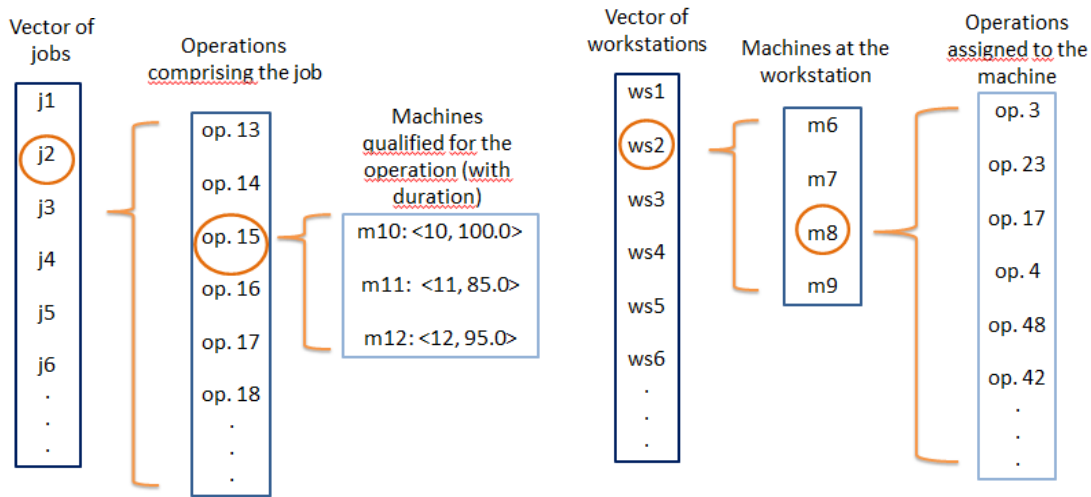 Vector of
jobs
j1
j2
j3
j4
j5
j6
.
.
.
Operations
comprising the job
op. 13
op. 14
op. 15
op. 16
op. 17
op. 18
.
.
.
Machines
qualified for the
operation (with
duration)
m10: <10, 100.0>
m11: <11, 85.0>
m12: <12, 95.0>
Vector of
workstations
ws1
ws2
ws3
ws4
ws5
ws6
.
.
.
Machines at the
workstation
m6
m7
m8
m9
Operations
assigned to the
machine
op. 3
op. 23
op. 17
op. 4
op. 48
op. 42
.
.
.